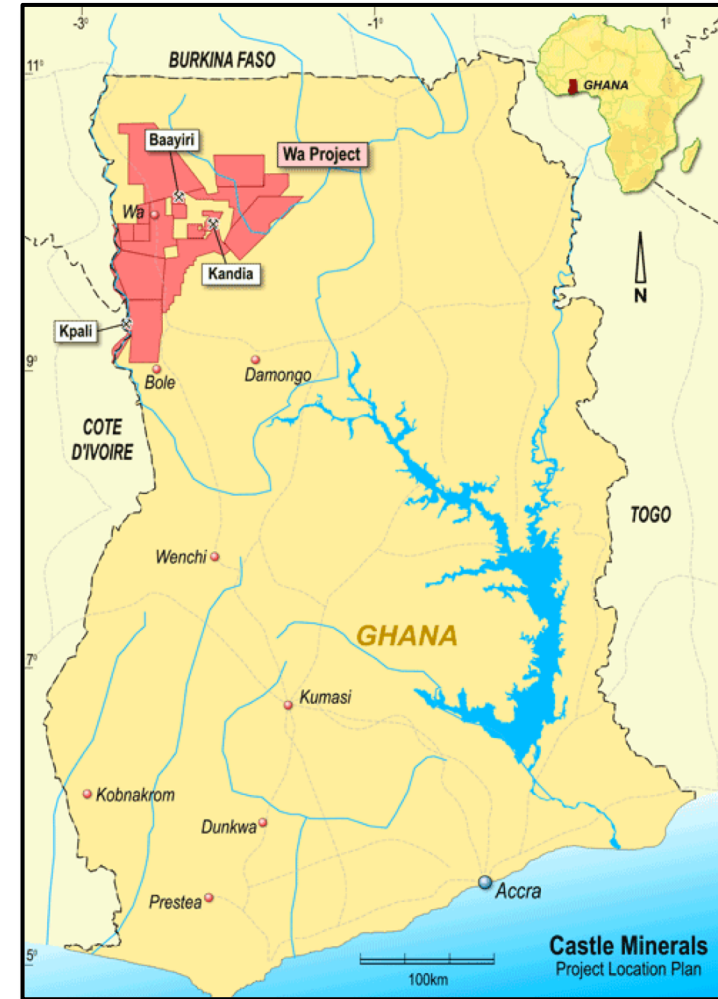 -3°
-1°
1°
11°
BURKINA FASO
GHANA
Baayiri
Wa Project
Wa
Kandia
N
Kpali
9°
Bole
Damongo
COTE
D'IVOIRE
TOGO
Wenchi
GHANA
7°
Kumasi
Kobnakrom
Dunkwa
Prestea
Accra
Castle Minerals
Project Location Plan
5°
100km